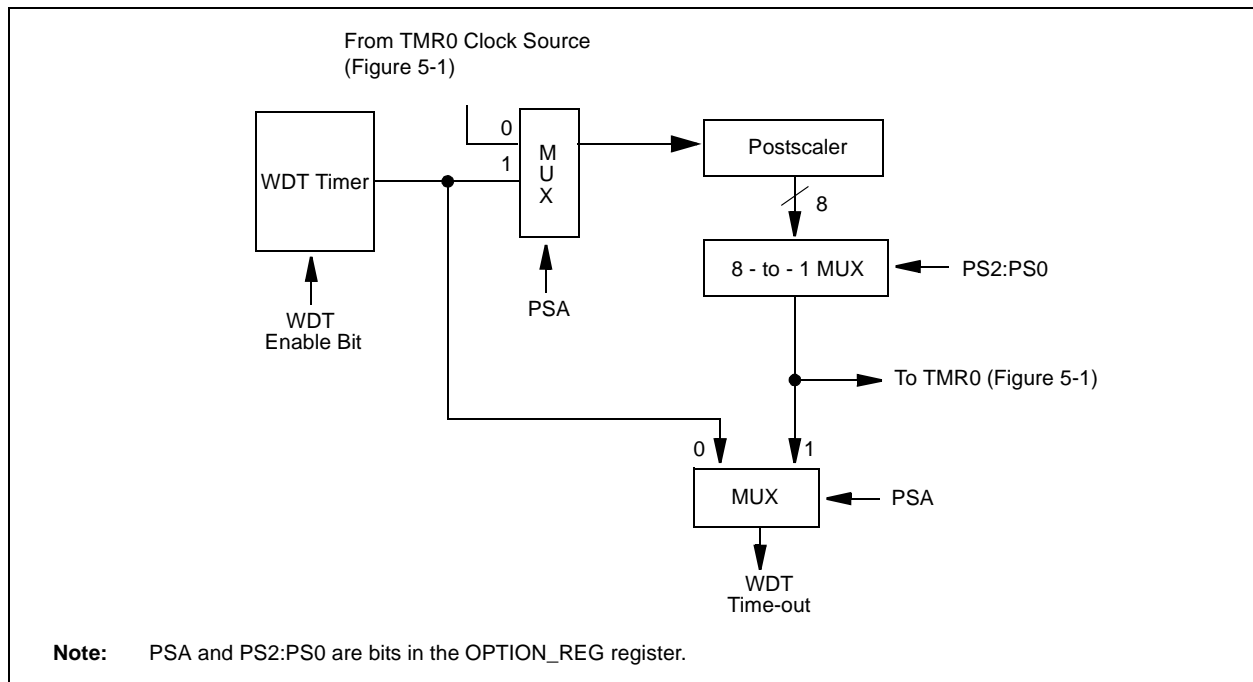 From TMR0 Clock Source
(Figure 5-1)
0
1
M
U
X
WDT Timer
Postscaler
8
8 - to - 1 MUX
PS2:PS0
PSA
WDT
Enable Bit
To TMR0 (Figure 5-1)
0
1
MUX
PSA
WDT
Time-out
Note: PSA and PS2:PS0 are bits in the OPTION_REG register.